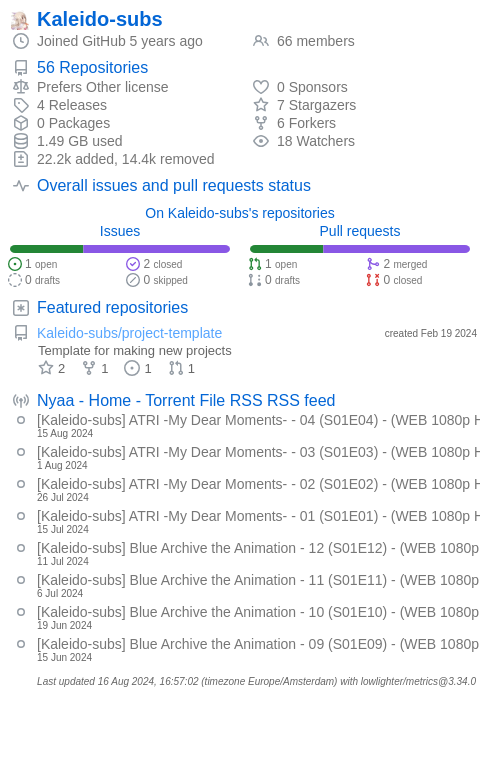 Kaleido-subs
Joined GitHub 5 years ago
66 members
56 Repositories
Prefers Other license
0 Sponsors
4 Releases
7 Stargazers
0 Packages
6 Forkers
1.49 GB used
18 Watchers
22.2k added, 14.4k removed
Overall issues and pull requests status
On Kaleido-subs's repositories
Issues
Pull requests
1 open
2 closed
1 open
2 merged
0 drafts
0 skipped
0 drafts
0 closed
Featured repositories
Kaleido-subs/project-template
created Feb 19 2024
Template for making new projects
2 1 1 1
Nyaa - Home - Torrent File RSS RSS feed
[Kaleido-subs] ATRI -My Dear Moments- - 04 (S01E04) - (WEB 1080p H
15 Aug 2024
[Kaleido-subs] ATRI -My Dear Moments- - 03 (S01E03) - (WEB 1080p H
1 Aug 2024
[Kaleido-subs] ATRI -My Dear Moments- - 02 (S01E02) - (WEB 1080p H
26 Jul 2024
[Kaleido-subs] ATRI -My Dear Moments- - 01 (S01E01) - (WEB 1080p H
15 Jul 2024
[Kaleido-subs] Blue Archive the Animation - 12 (S01E12) - (WEB 1080p
11 Jul 2024
[Kaleido-subs] Blue Archive the Animation - 11 (S01E11) - (WEB 1080p
6 Jul 2024
[Kaleido-subs] Blue Archive the Animation - 10 (S01E10) - (WEB 1080p
19 Jun 2024
[Kaleido-subs] Blue Archive the Animation - 09 (S01E09) - (WEB 1080p
15 Jun 2024
Last updated 16 Aug 2024, 16:57:02 (timezone Europe/Amsterdam) with lowlighter/metrics@3.34.0